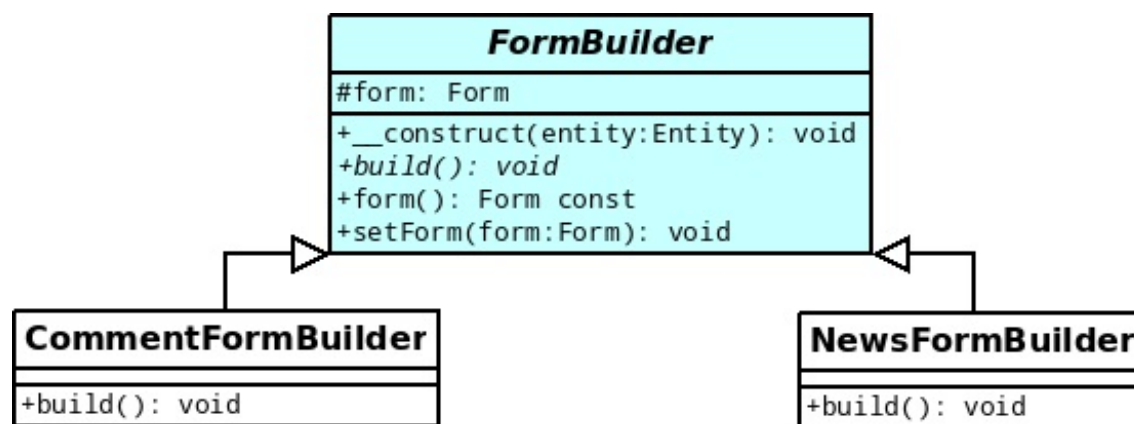 FormBuilder
#form: Form
+__construct(entity:Entity): void
+build(): void
+form(): Form const
+setForm(form:Form): void
CommentFormBuilder
+build(): void
NewsFormBuilder
+build(): void